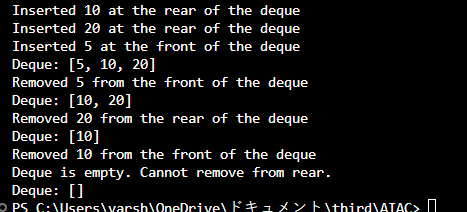 Inserted 10 at the rear of the deque
Inserted 20 at the rear of the deque
Inserted 5 at the front of the deque
Deque: [5, 10, 20]
Removed 5 from the front of the deque
Deque: [10, 20]
Removed 20 from the rear of the deque
Deque: [10]
Removed 10 from the front of the deque
Deque is empty. Cannot remove from rear.
Deque: []
PS C:\Users\varsh\OneDrive\ドキュメント\third\ATAC>